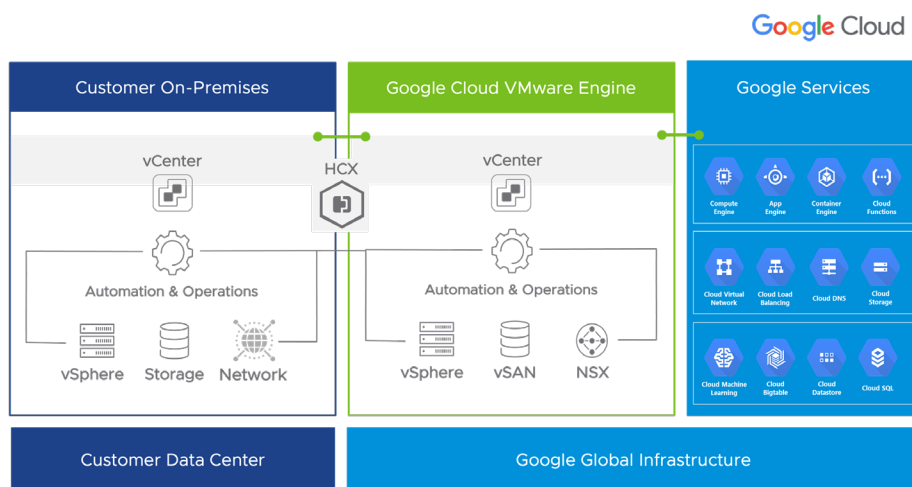 Google Cloud
Customer On-Premises
Google Cloud VMware Engine
Google Services
vCenter
HCX
vCenter
Automation & Operations
Automation & Operations
vSphere
Storage
Network
vSphere
vSAN
NSX
Compute
Engine
App
Engine
Container
Engine
Cloud
Functions
Cloud Virtual
Network
Cloud Load
Balancing
Cloud DNS
Cloud
Storage
Cloud Machine
Learning
Cloud
Bigtable
Cloud
Datastore
Cloud SQL
Customer Data Center
Google Global Infrastructure